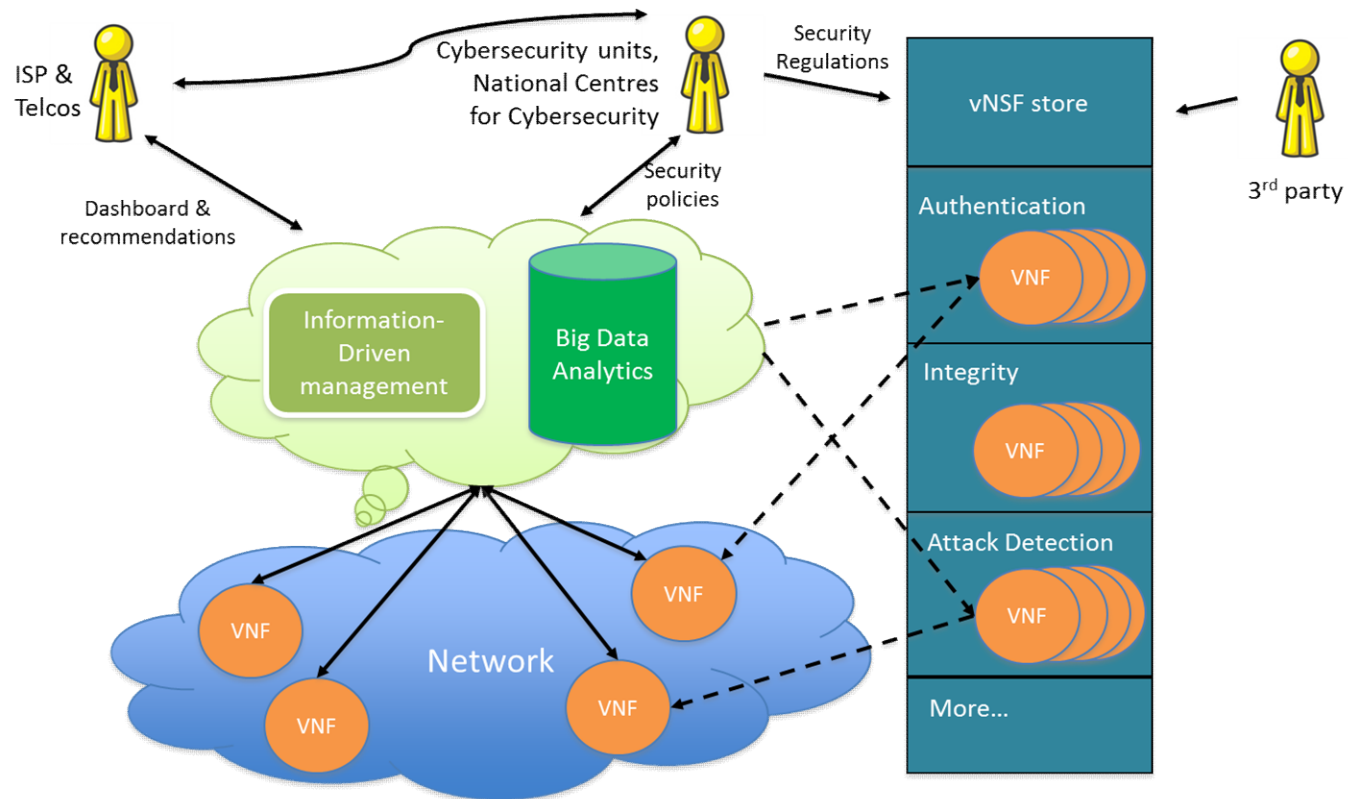 ISP &
Telcos
Cybersecurity units,
National Centres
for Cybersecurity
Security
Regulations
vNSF store
3rd party
Dashboard &
recommendations
Security
policies
Authentication
VNF
Information-
Driven
management
Big Data
Analytics
Integrity
VNF
Attack Detection
VNF
VNF
VNF
Network
VNF
VNF
More...